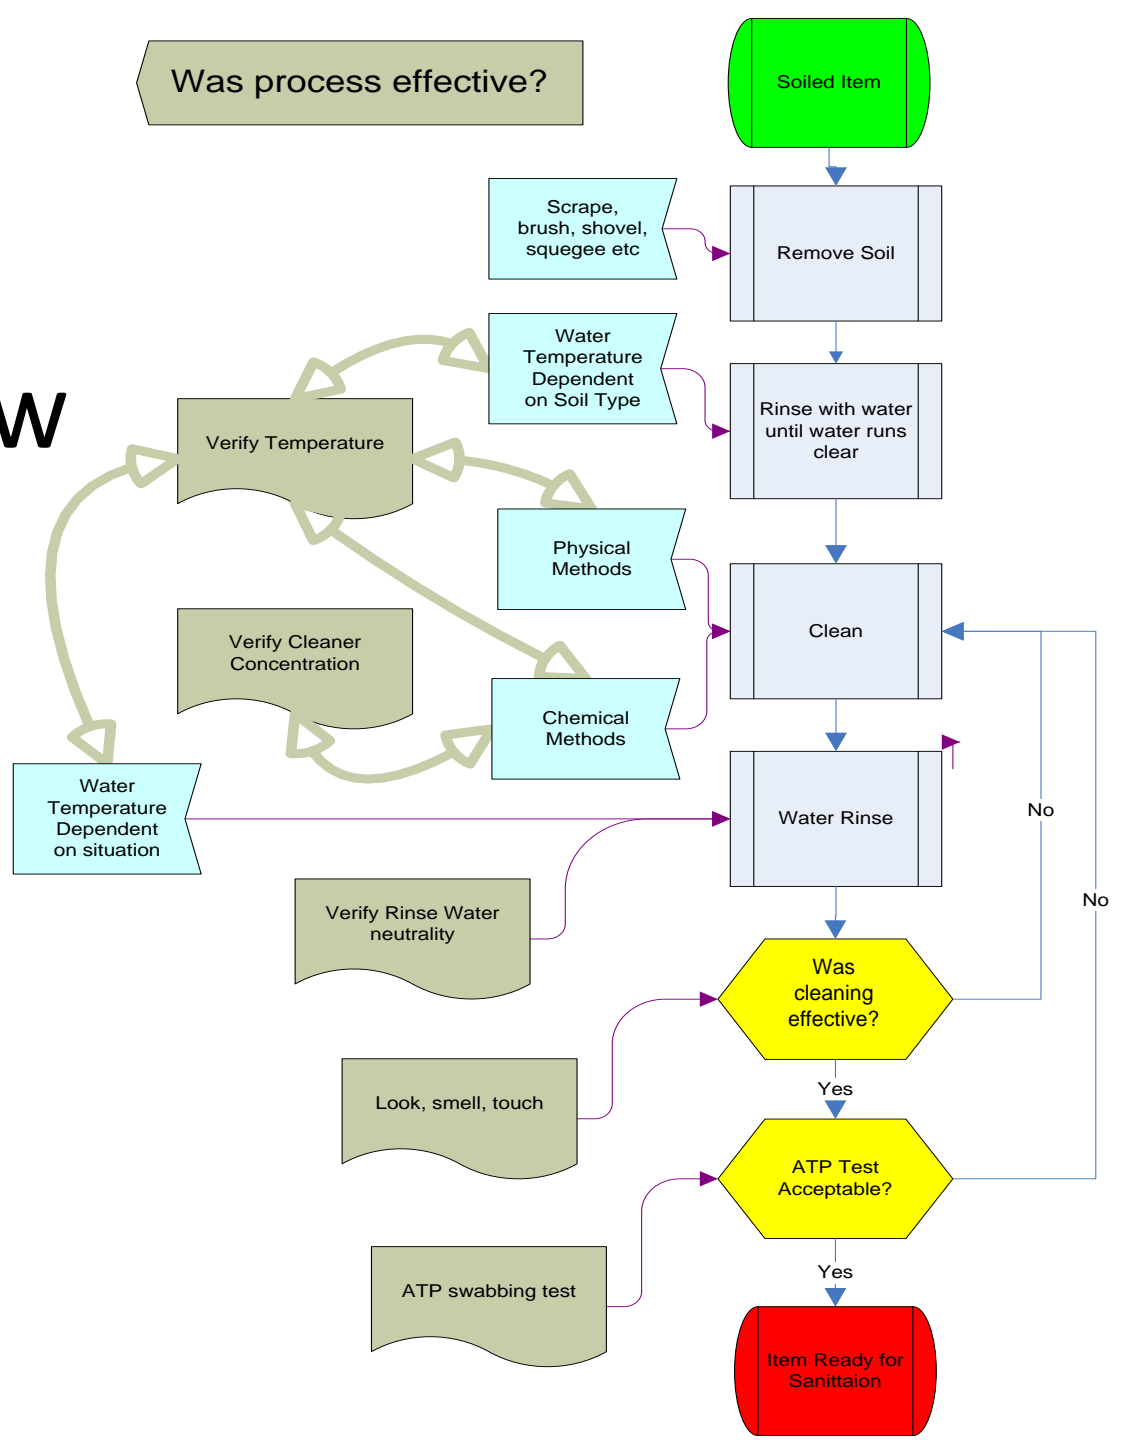 Was process effective?
Soiled Item
Scrape,
brush, shovel,
squegee etc
Remove Soil
Water
Temperature
Dependent
on Soil Type
Rinse with water
until water runs
clear
w
Verify Temperature
Physical
Methods
Clean
Verify Cleaner
Concentration
Chemical
Methods
Water
Temperature
Dependent
on situation
Water Rinse
No
Verify Rinse Water
neutrality
No
Was
cleaning
effective?
Yes
Look, smell, touch
ATP Test
Acceptable?
Yes
ATP swabbing test
Item Ready for
Sanittaion